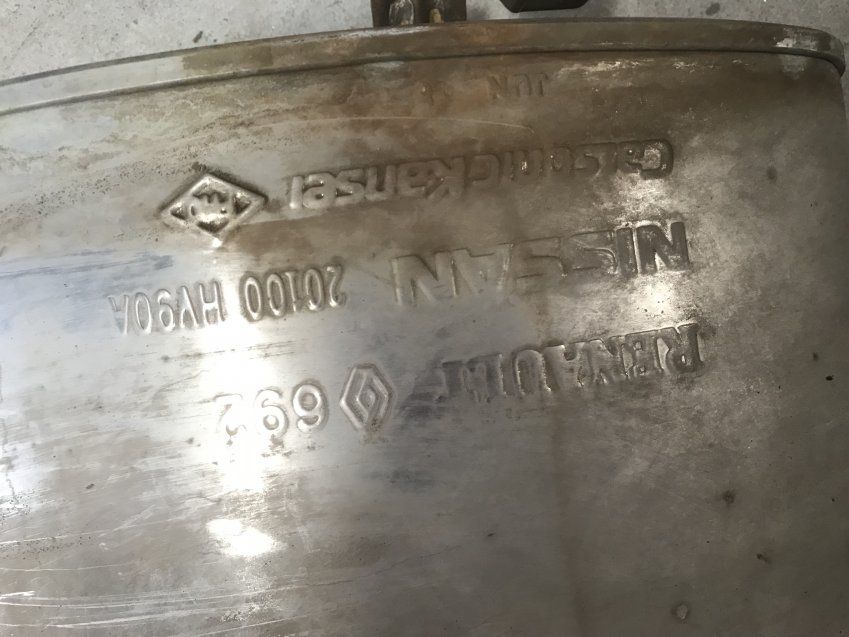 RENAULT 692
NISSAN 20100 HV90A
CalsonicKansei
JUN